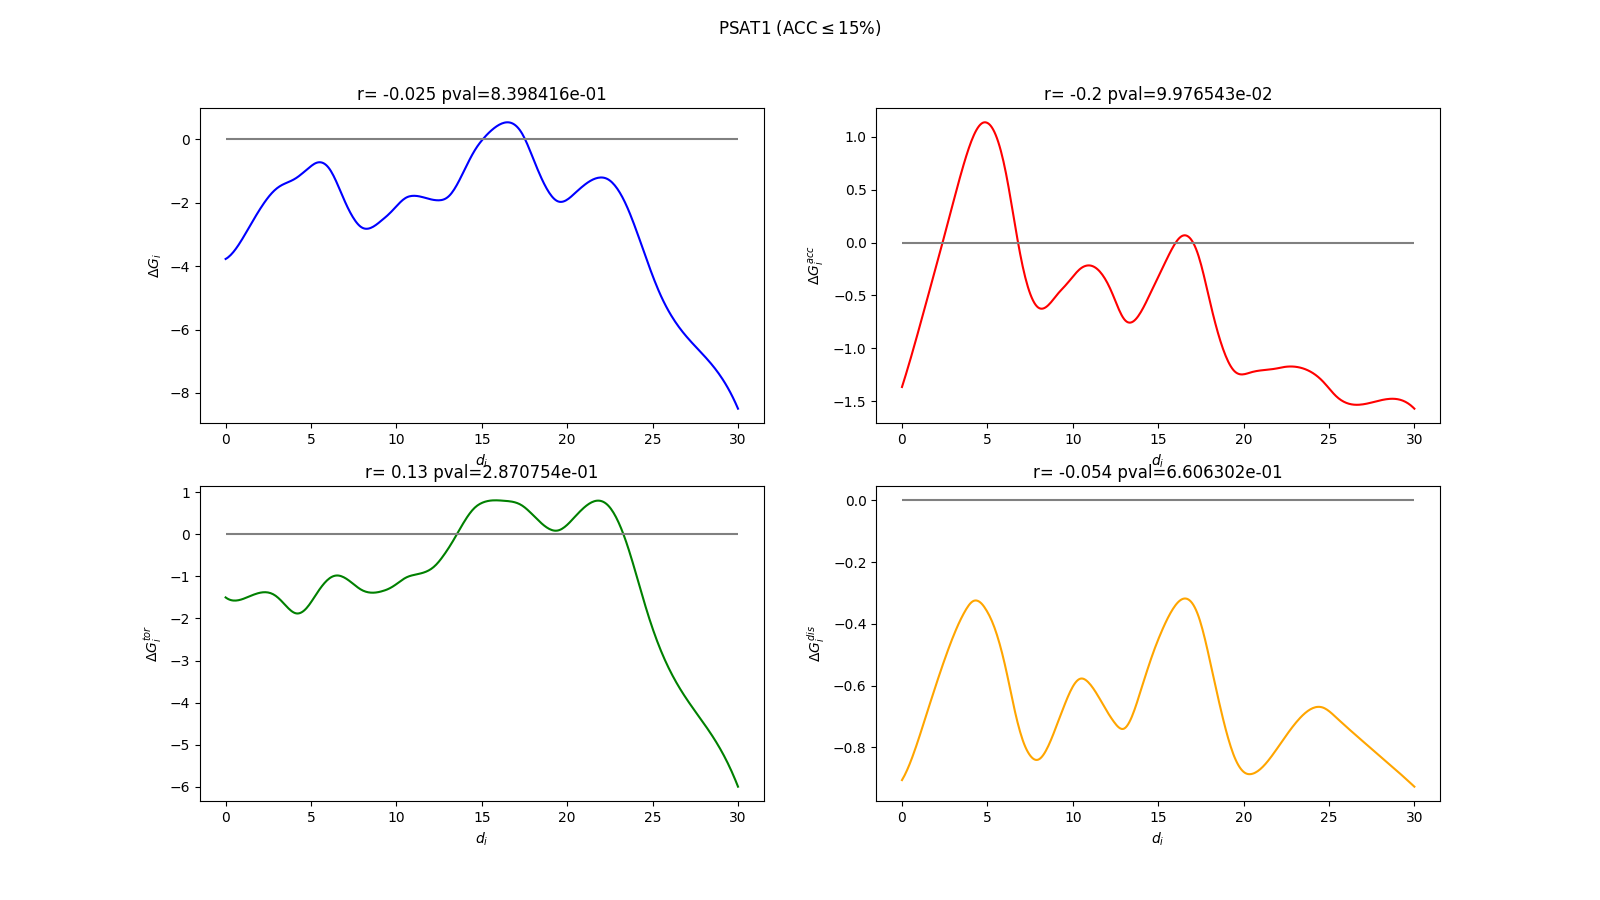 PSAT1 (ACC ≤ 15%)
r= -0.025 pval=8.398416e-01
0
−2
−4
−6
−8
ΔG_i
0 5 10 15 20 25 30
d_i
r= -0.2 pval=9.976543e-02
1.0
0.5
0.0
−0.5
−1.0
−1.5
ΔG_i^{acc}
0 5 10 15 20 25 30
d_i
r= 0.13 pval=2.870754e-01
1
0
−1
−2
−3
−4
−5
−6
ΔG_i^{tor}
0 5 10 15 20 25 30
d_i
r= -0.054 pval=6.606302e-01
0.0
−0.2
−0.4
−0.6
−0.8
ΔG_i^{dis}
0 5 10 15 20 25 30
d_i